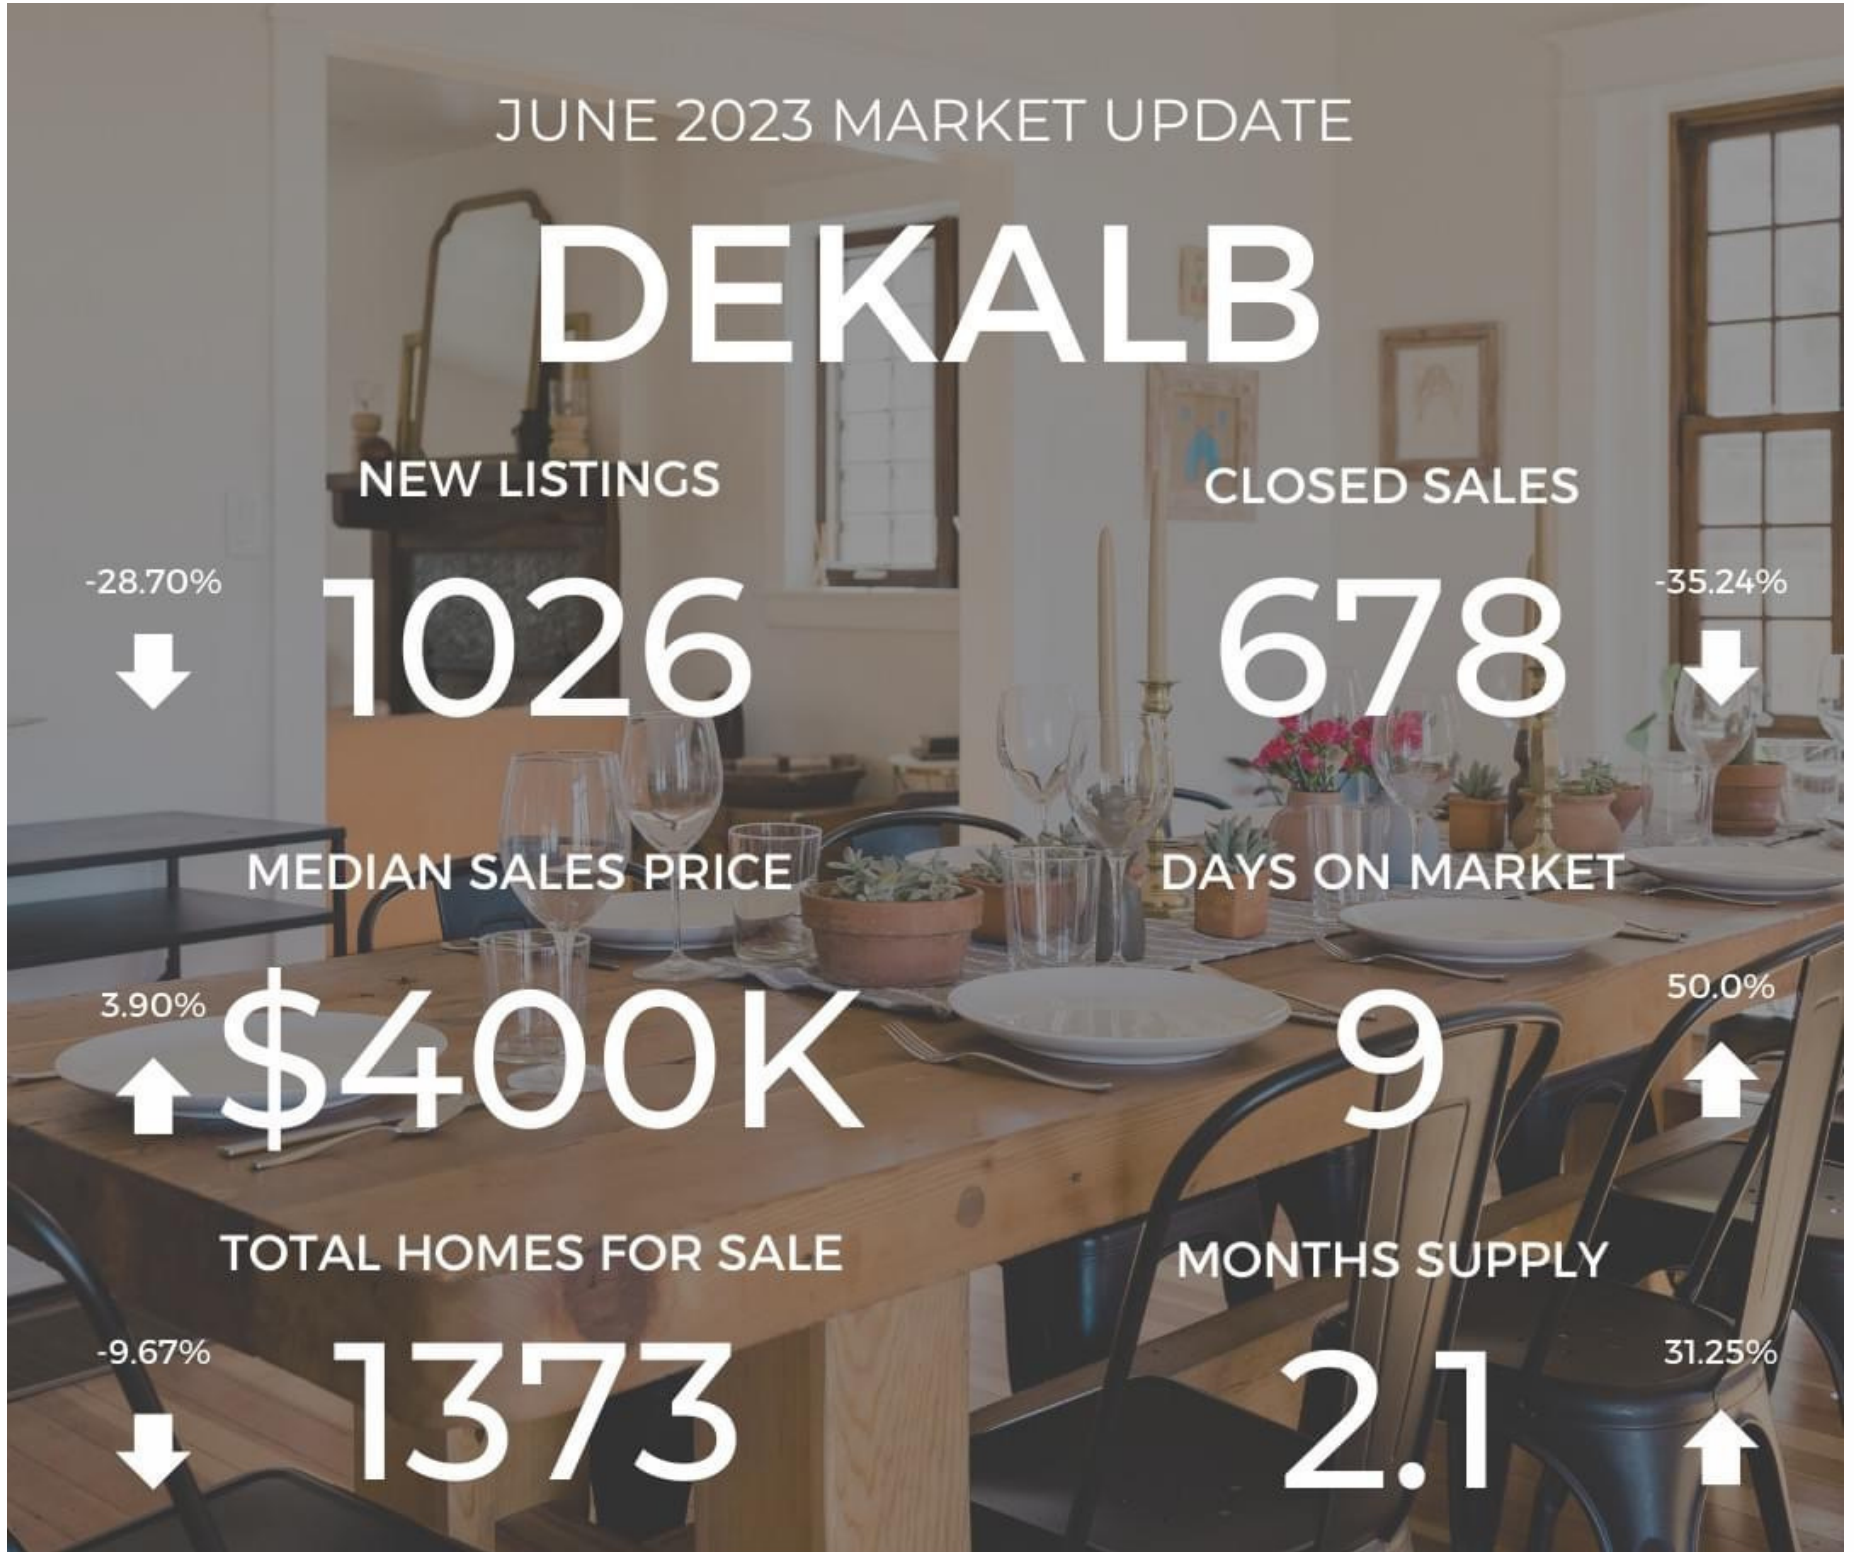 JUNE 2023 MARKET UPDATE
DEKALB
NEW LISTINGS
-28.70%
1026
CLOSED SALES
678
-35.24%
MEDIAN SALES PRICE
3.90%
$400K
DAYS ON MARKET
9
50.0%
TOTAL HOMES FOR SALE
-9.67%
1373
MONTHS SUPPLY
2.1
31.25%